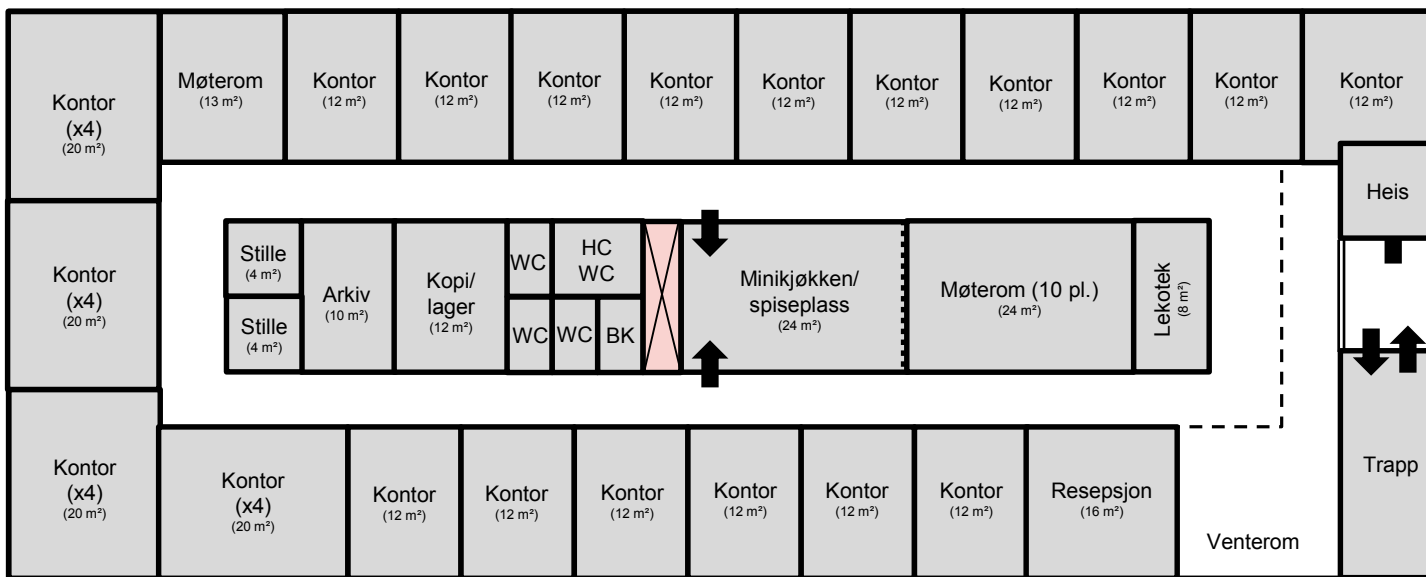 Kontor
(x4)
(20 m²)
Møterom
(13 m²)
Kontor
(12 m²)
Kontor
(12 m²)
Kontor
(12 m²)
Kontor
(12 m²)
Kontor
(12 m²)
Kontor
(12 m²)
Kontor
(12 m²)
Kontor
(12 m²)
Kontor
(12 m²)
Kontor
(12 m²)
Heis
Kontor
(x4)
(20 m²)
Stille
(4 m²)
Stille
(4 m²)
Arkiv
(10 m²)
Kopi/
lager
(12 m²)
WC
HC
WC
WC
WC
BK
Minikjøkken/
spiseplass
(24 m²)
Møterom (10 pl.)
(24 m²)
Lekotek
(8 m²)
Kontor
(x4)
(20 m²)
Kontor
(x4)
(20 m²)
Kontor
(12 m²)
Kontor
(12 m²)
Kontor
(12 m²)
Kontor
(12 m²)
Kontor
(12 m²)
Kontor
(12 m²)
Resepsjon
(16 m²)
Venterom
Trapp